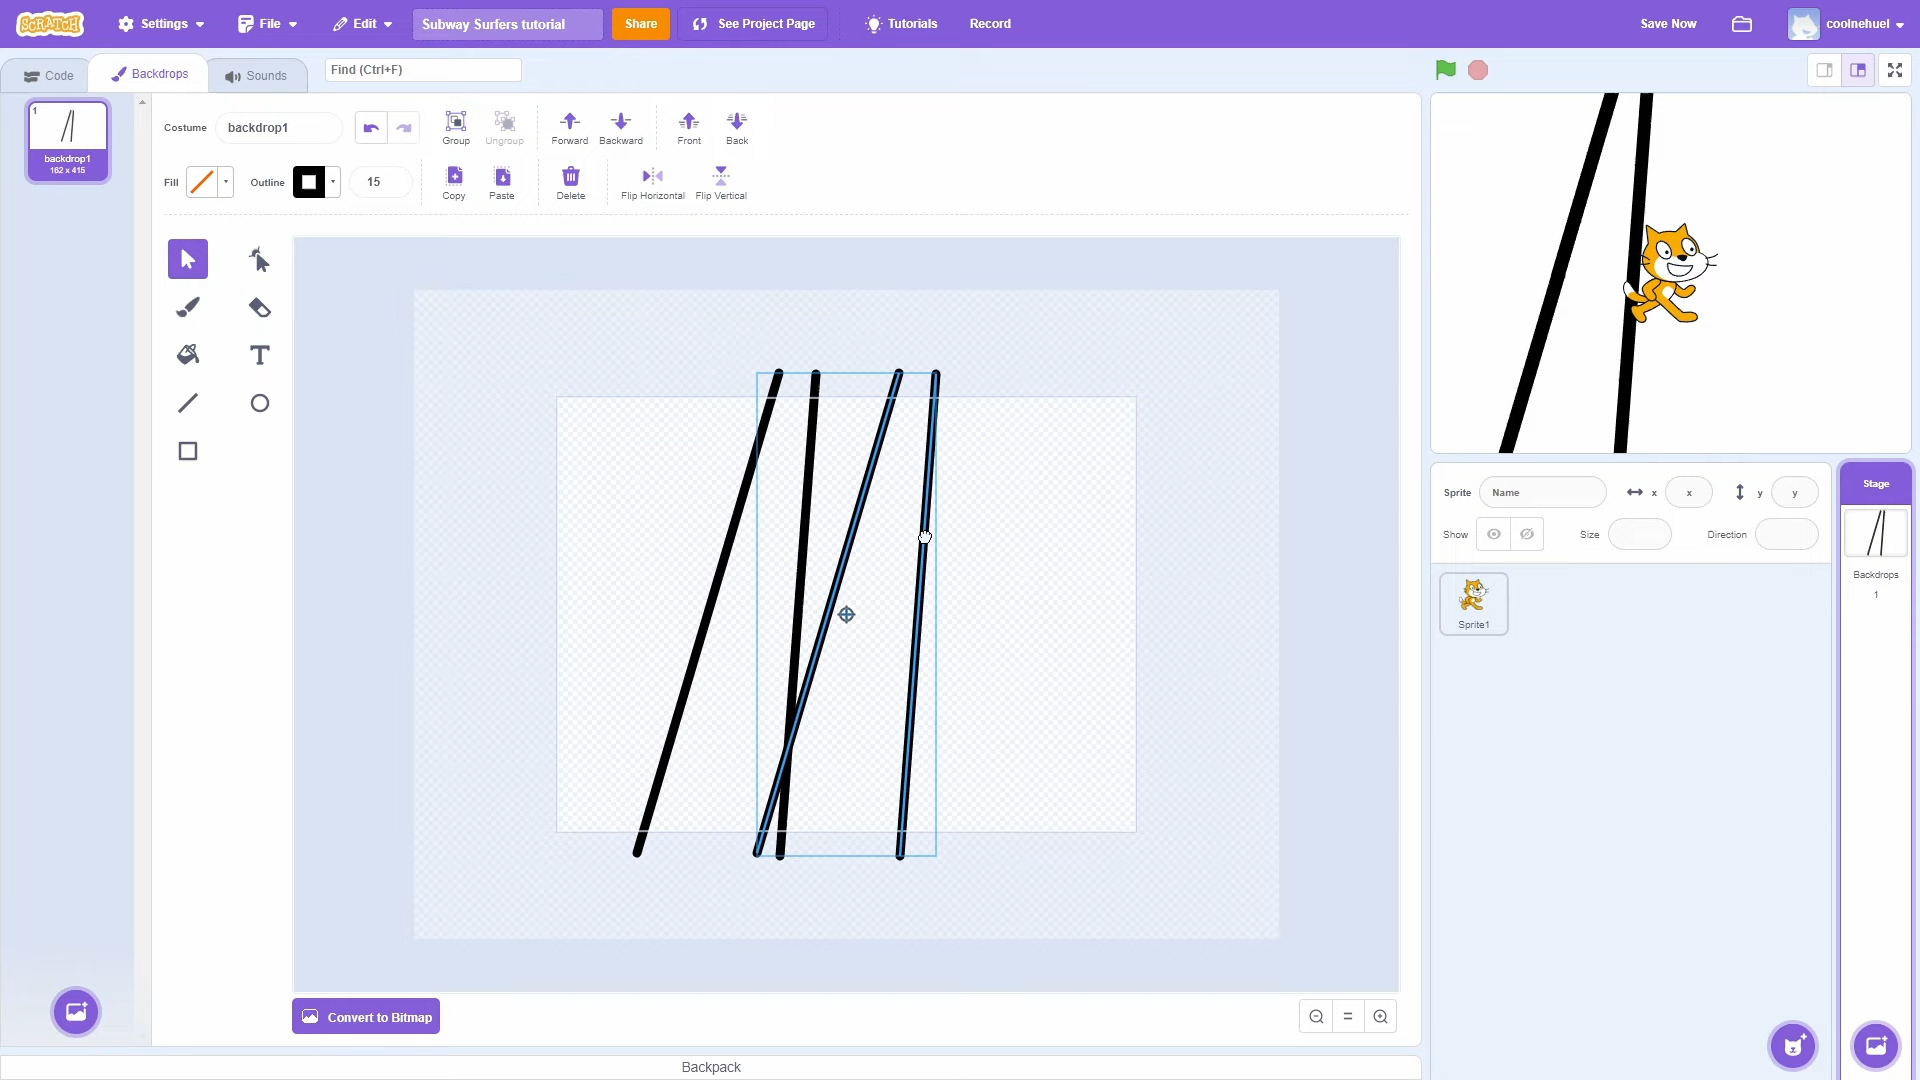 SCRATCH
Settings
File
Edit
Subway Surfers tutorial
Share
See Project Page
Tutorials
Record
Save Now
coolnehuel
Code
Backdrops
Sounds
Find (Ctrl+F)
1
backdrop1
162 x 415
Costume
backdrop1
Group
Ungroup
Forward
Backward
Front
Back
Fill
Outline
15
Copy
Paste
Delete
Flip Horizontal
Flip Vertical
T
Convert to Bitmap
Backpack
Sprite
Name
x
x
y
y
Show
Size
Direction
Sprite1
Stage
Backdrops
1